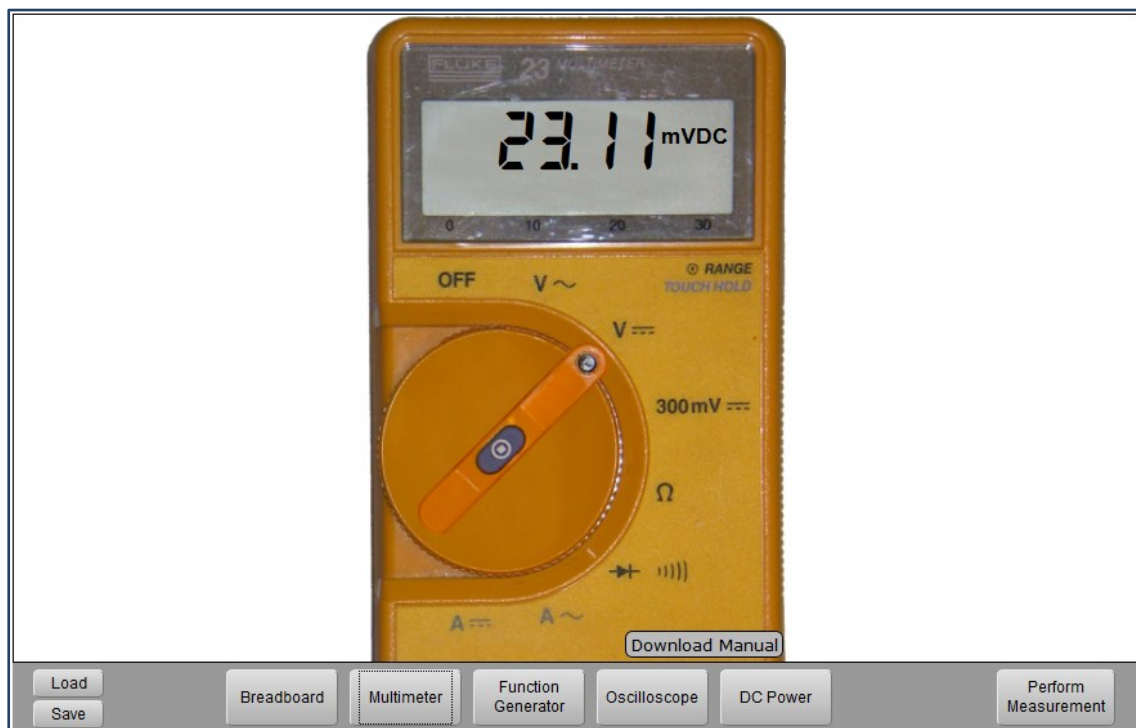 FLUKE 23 MULTIMETER
23.11 mVDC
0 10 20 30
OFF V～
RANGE
TOUCH HOLD
V
300mV
Ω
A A～
Download Manual
Load
Save
Breadboard
Multimeter
Function
Generator
Oscilloscope
DC Power
Perform
Measurement